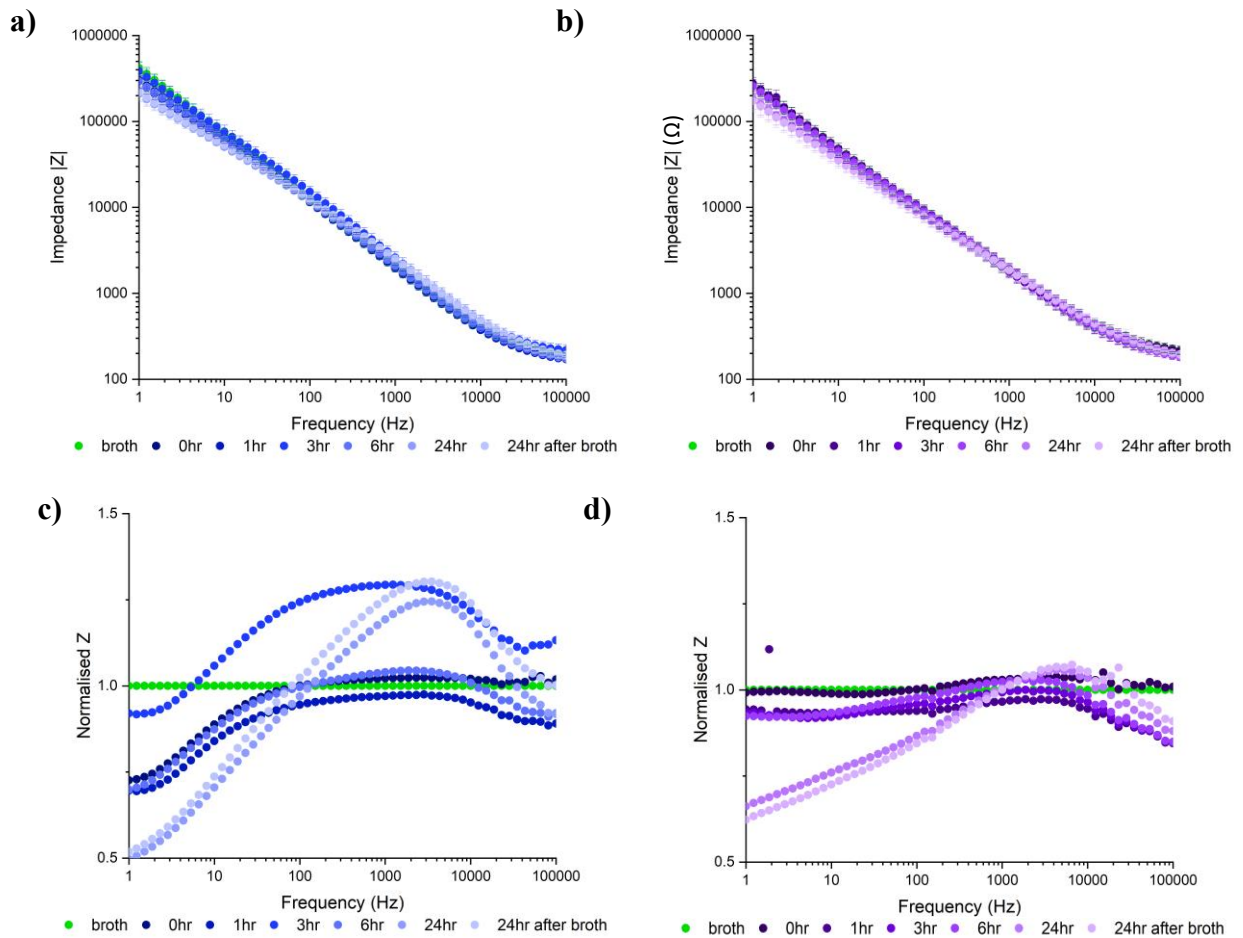 a)
1000000
100000
10000
1000
100
Impedance |Z|
1 10 100 1000 10000 100000
Frequency (Hz)
broth 0hr 1hr 3hr 6hr 24hr 24hr after broth
b)
1000000
100000
10000
1000
100
Impedance |Z| (Ω)
1 10 100 1000 10000 100000
Frequency (Hz)
broth 0hr 1hr 3hr 6hr 24hr 24hr after broth
c)
1.5
1.0
0.5
Normalised Z
1 10 100 1000 10000 100000
Frequency (Hz)
broth 0hr 1hr 3hr 6hr 24hr 24hr after broth
d)
1.5
1.0
0.5
Normalised Z
1 10 100 1000 10000 100000
Frequency (Hz)
broth 0hr 1hr 3hr 6hr 24hr 24hr after broth